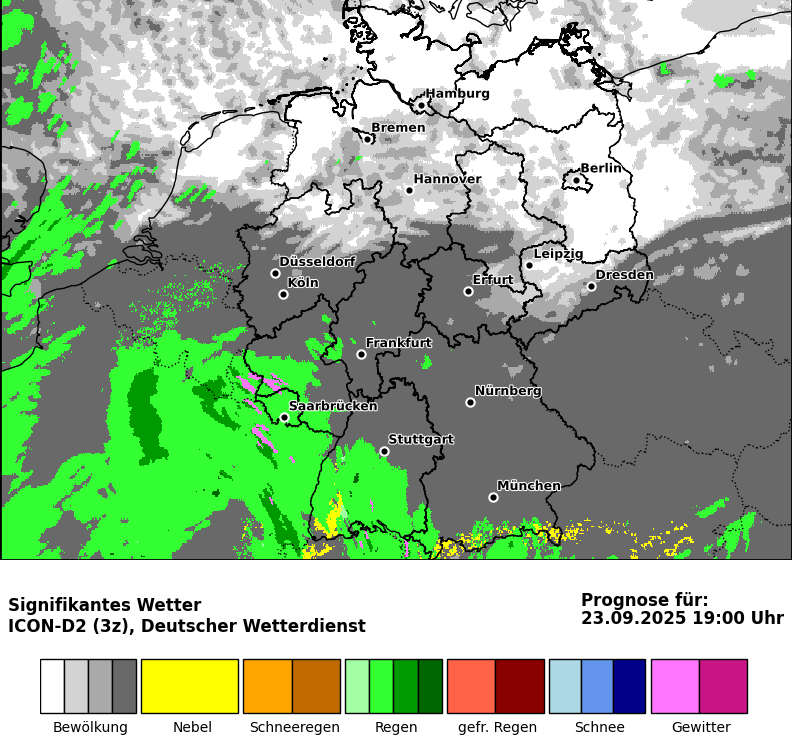 Hamburg
Bremen
Berlin
Hannover
Leipzig
Düsseldorf
Dresden
Köln
Erfurt
Frankfurt
Nürnberg
Saarbrücken
Stuttgart
München
Signifikantes Wetter
ICON-D2 (3z), Deutscher Wetterdienst
Prognose für:
23.09.2025 19:00 Uhr
Bewölkung
Nebel
Schneeregen
Regen
gefr. Regen
Schnee
Gewitter